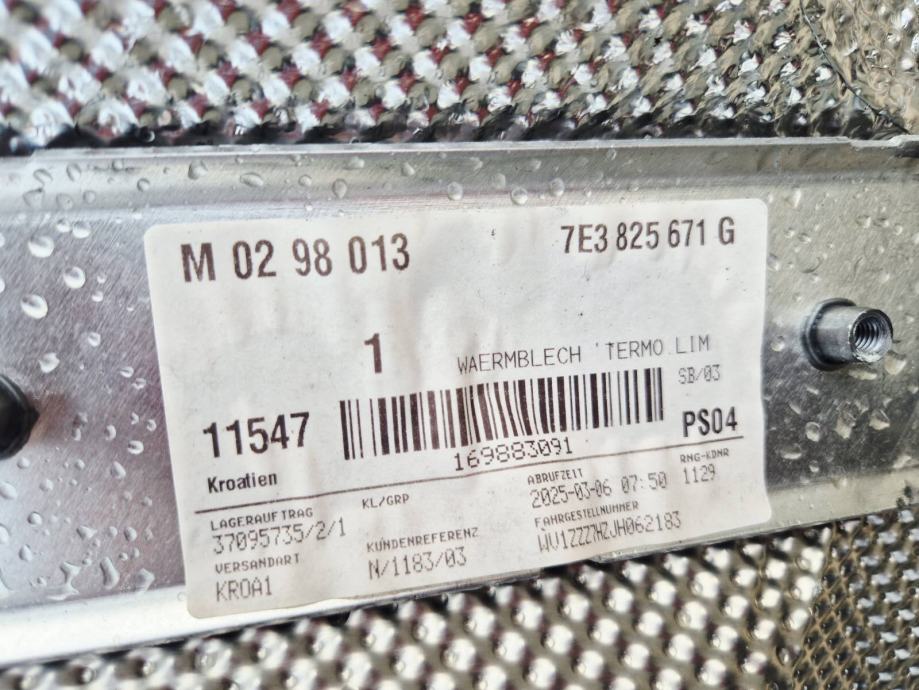 M 02 98 013
7E3 825 671 G
1
WAERMBLECH 'TERMO.LIM
SB/03
11547
169883091
PS04
Kroatien
LAGERAUFTRAG
37095735/2/1
KL/GRP
ABRUFZEIT
2025-03-06 07:50
RNG-KDNR
1129
VERSANDART
KROA1
KUNDENREFERENZ
N/1183/03
FAHRGESTELLNUMMER
WV1ZZZ7HZJH062183